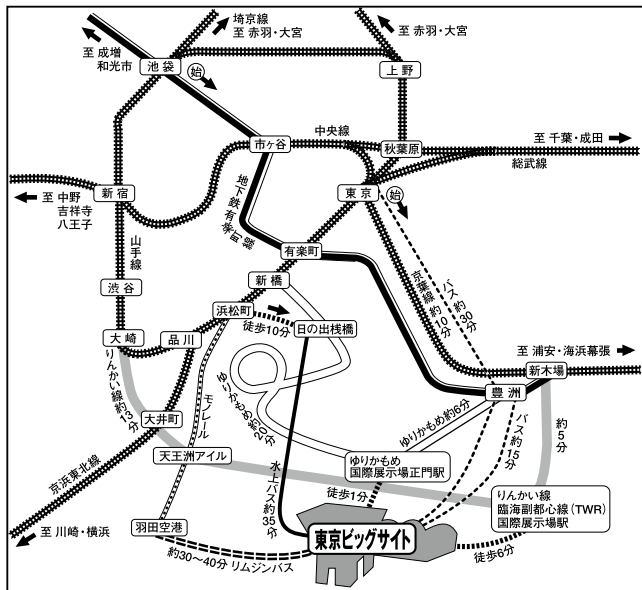 埼京線
至 赤羽・大宮
至 赤羽・大宮
至 成増
和光市
池袋
始
上野
市ヶ谷
中央線
秋葉原
至 千葉・成田
総武線
新宿
至 中野
吉祥寺
八王子
地下鉄有楽町線
東京
始
山手線
有楽町
京葉線約10分
バス約30分
渋谷
新橋
浜松町
徒歩10分
日の出桟橋
大崎
品川
至 浦安・海浜幕張
新木場
豊洲
りんかい線約13分
ゆりかもめ約20分
ゆりかもめ約6分
バス約15分
約5分
大井町
モノレール
天王洲アイル
京浜東北線
ゆりかもめ
国際展示場正門駅
水上バス約35分
徒歩1分
りんかい線
臨海副都心線(TWR)
国際展示場駅
羽田空港
至 川崎・横浜
東京ビッグサイト
約30〜40分 リムジンバス
徒歩6分